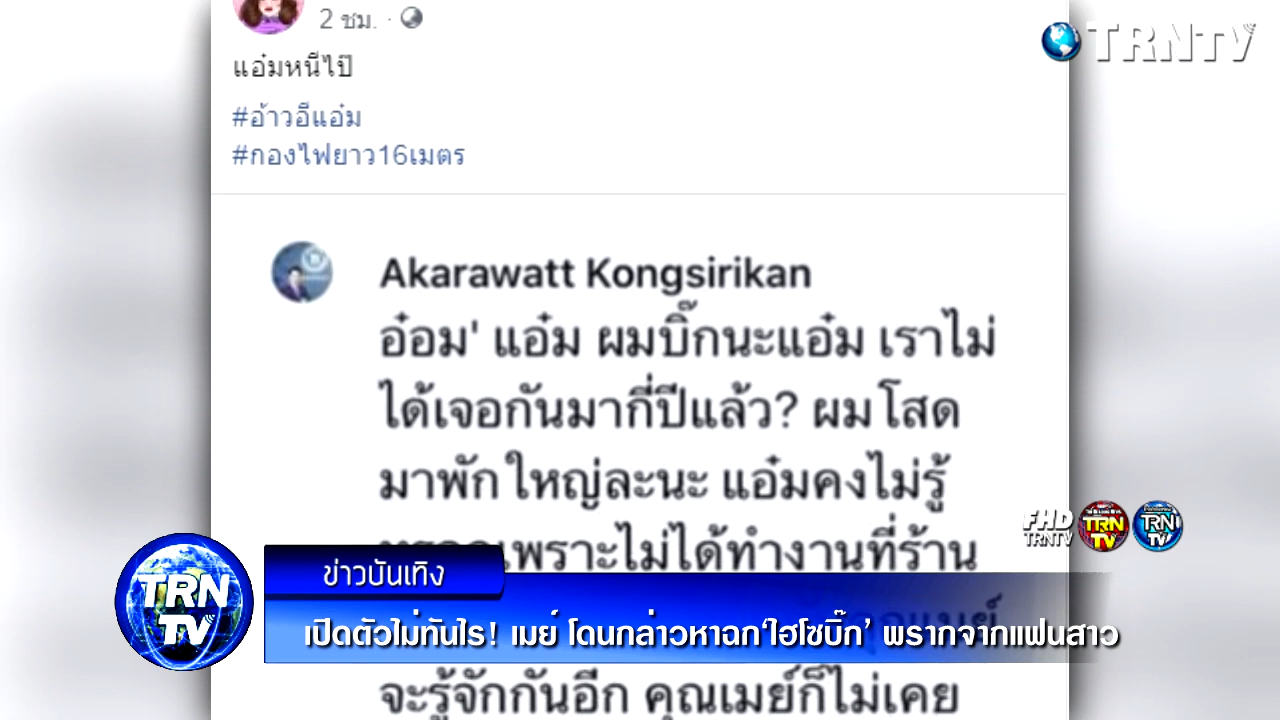 2 ชม.
TRNTV
แอ๋มหนีไป๊
#อ้าวอีแอ๋ม
#กองไฟยาว16เมตร
Akarawatt Kongsirikan
อ๋อม' แอ๋ม ผมบิ๊กนะแอ๋ม เราไม่
ได้เจอกันมากี่ปีแล้ว? ผมโสด
มาพักใหญ่ละนะ แอ๋มคงไม่รู้
เพราะไม่ได้ทำงานที่ร้าน
FHD
TRNTV
TRN
TV
TRN
TV
ข่าวบันเทิง
TRN
TV
เปิดตัวไม่ทันไร! เมย์ โดนกล่าวหาฉก‘ไฮโซบิ๊ก’ พรากจากแฟนสาว
จะรู้จักกันอีก คุณเมย์ก็ไม่เคย